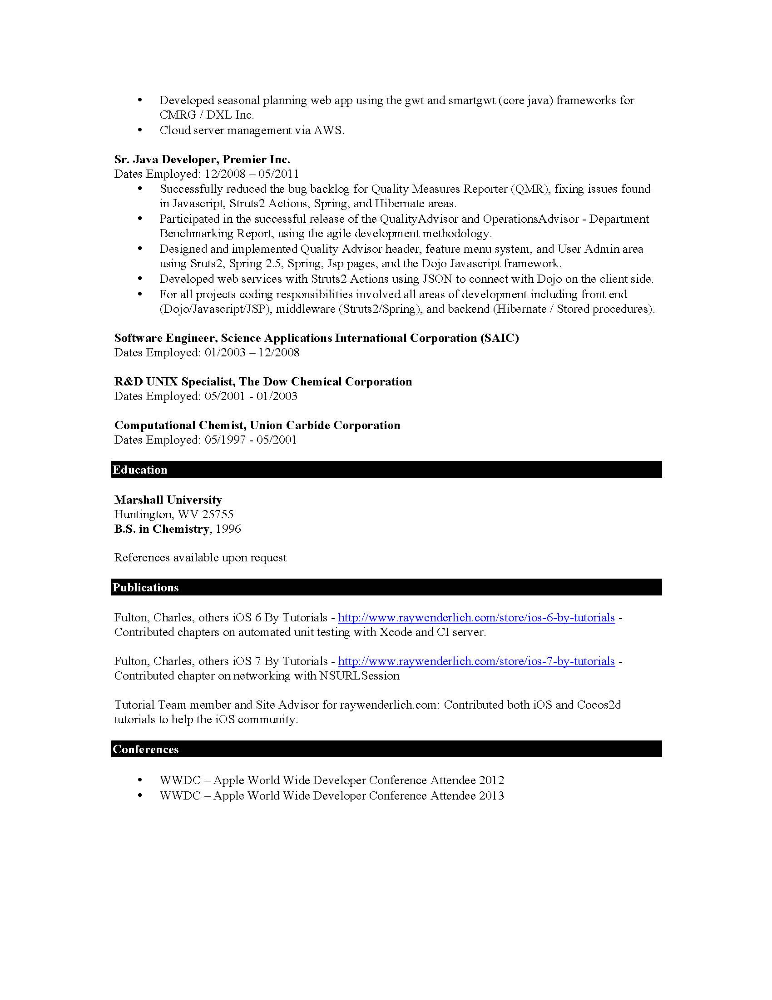 • Developed seasonal planning web app using the gwt and smartgwt (core java) frameworks for
CMRG / DXL Inc.
• Cloud server management via AWS.
Sr. Java Developer, Premier Inc.
Dates Employed: 12/2008 – 05/2011
• Successfully reduced the bug backlog for Quality Measures Reporter (QMR), fixing issues found
in Javascript, Struts2 Actions, Spring, and Hibernate areas.
• Participated in the successful release of the QualityAdvisor and OperationsAdvisor - Department
Benchmarking Report, using the agile development methodology.
• Designed and implemented Quality Advisor header, feature menu system, and User Admin area
using Sruts2, Spring 2.5, Spring, Jsp pages, and the Dojo Javascript framework.
• Developed web services with Struts2 Actions using JSON to connect with Dojo on the client side.
• For all projects coding responsibilities involved all areas of development including front end
(Dojo/Javascript/JSP), middleware (Struts2/Spring), and backend (Hibernate / Stored procedures).
Software Engineer, Science Applications International Corporation (SAIC)
Dates Employed: 01/2003 – 12/2008
R&D UNIX Specialist, The Dow Chemical Corporation
Dates Employed: 05/2001 - 01/2003
Computational Chemist, Union Carbide Corporation
Dates Employed: 05/1997 - 05/2001
Education
Marshall University
Huntington, WV 25755
B.S. in Chemistry, 1996
References available upon request
Publications
Fulton, Charles, others iOS 6 By Tutorials - http://www.raywenderlich.com/store/ios-6-by-tutorials -
Contributed chapters on automated unit testing with Xcode and CI server.
Fulton, Charles, others iOS 7 By Tutorials - http://www.raywenderlich.com/store/ios-7-by-tutorials -
Contributed chapter on networking with NSURLSession
Tutorial Team member and Site Advisor for raywenderlich.com: Contributed both iOS and Cocos2d
tutorials to help the iOS community.
Conferences
• WWDC – Apple World Wide Developer Conference Attendee 2012
• WWDC – Apple World Wide Developer Conference Attendee 2013